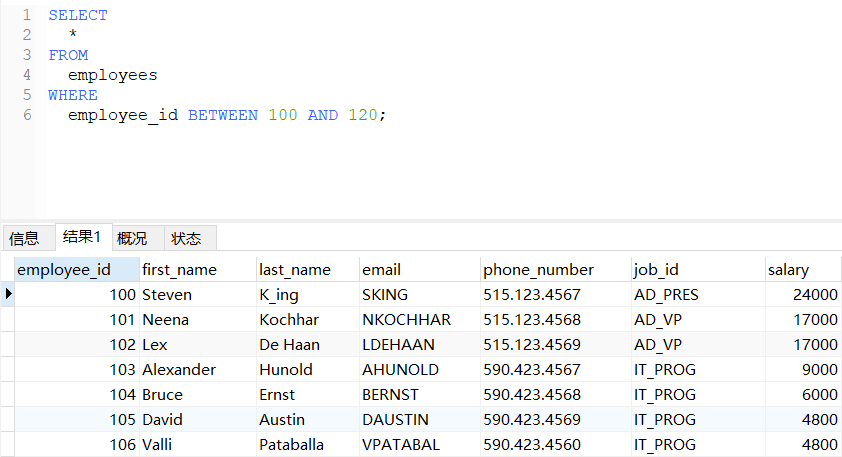 1 SELECT
2 *
3 FROM
4 employees
5 WHERE
6 employee_id BETWEEN 100 AND 120;
信息 结果1 概况 状态
employee_id first_name last_name email phone_number job_id salary
100 Steven K_ing SKING 515.123.4567 AD_PRES 24000
101 Neena Kochhar NKOCHHAR 515.123.4568 AD_VP 17000
102 Lex De Haan LDEHAAN 515.123.4569 AD_VP 17000
103 Alexander Hunold AHUNOLD 590.423.4567 IT_PROG 9000
104 Bruce Ernst BERNST 590.423.4568 IT_PROG 6000
105 David Austin DAUSTIN 590.423.4569 IT_PROG 4800
106 Valli Pataballa VPATABAL 590.423.4560 IT_PROG 4800